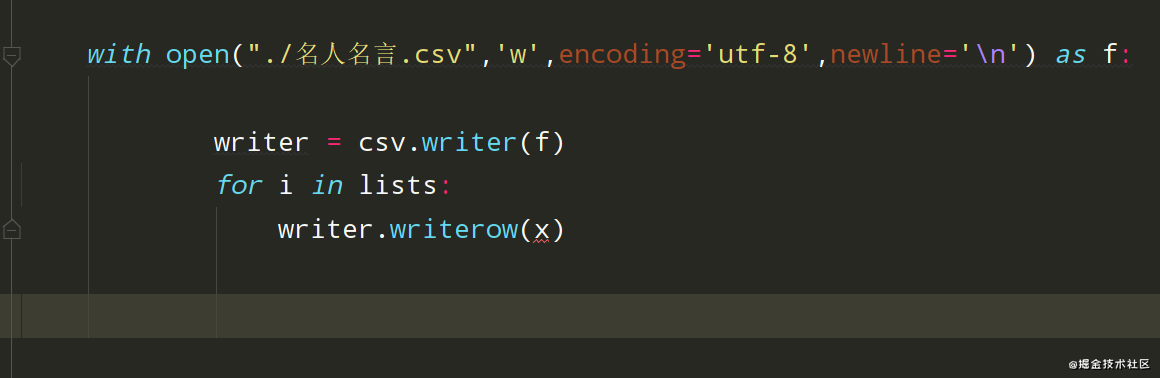 with open("./名人名言.csv",'w',encoding='utf-8',newline='\n') as f:
writer = csv.writer(f)
for i in lists:
writer.writerow(x)
@掘金技术社区